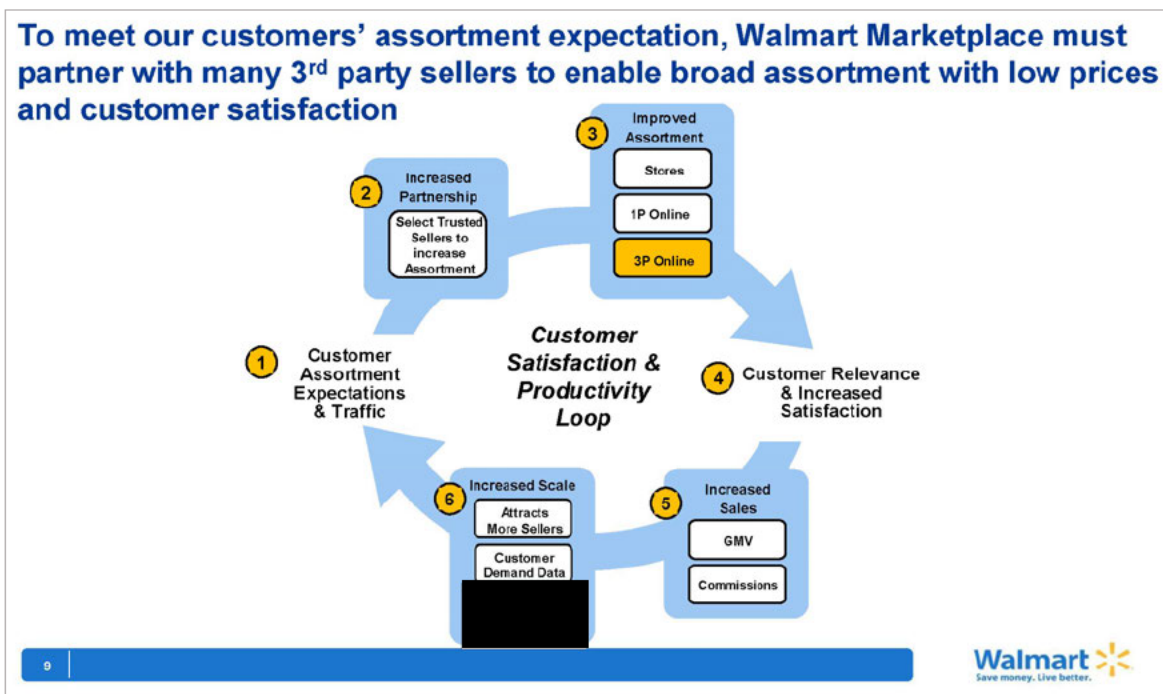 To meet our customers' assortment expectation, Walmart Marketplace must
partner with many 3rd party sellers to enable broad assortment with low prices
and customer satisfaction
1
Customer
Assortment
Expectations
& Traffic
2
Increased
Partnership
Select Trusted
Sellers to
increase
Assortment
3
Improved
Assortment
Stores
1P Online
3P Online
Customer
Satisfaction &
Productivity
Loop
4
Customer Relevance
& Increased
Satisfaction
5
Increased
Sales
GMV
Commissions
6
Increased Scale
Attracts
More Sellers
Customer
Demand Data
9
Walmart
Save money. Live better.